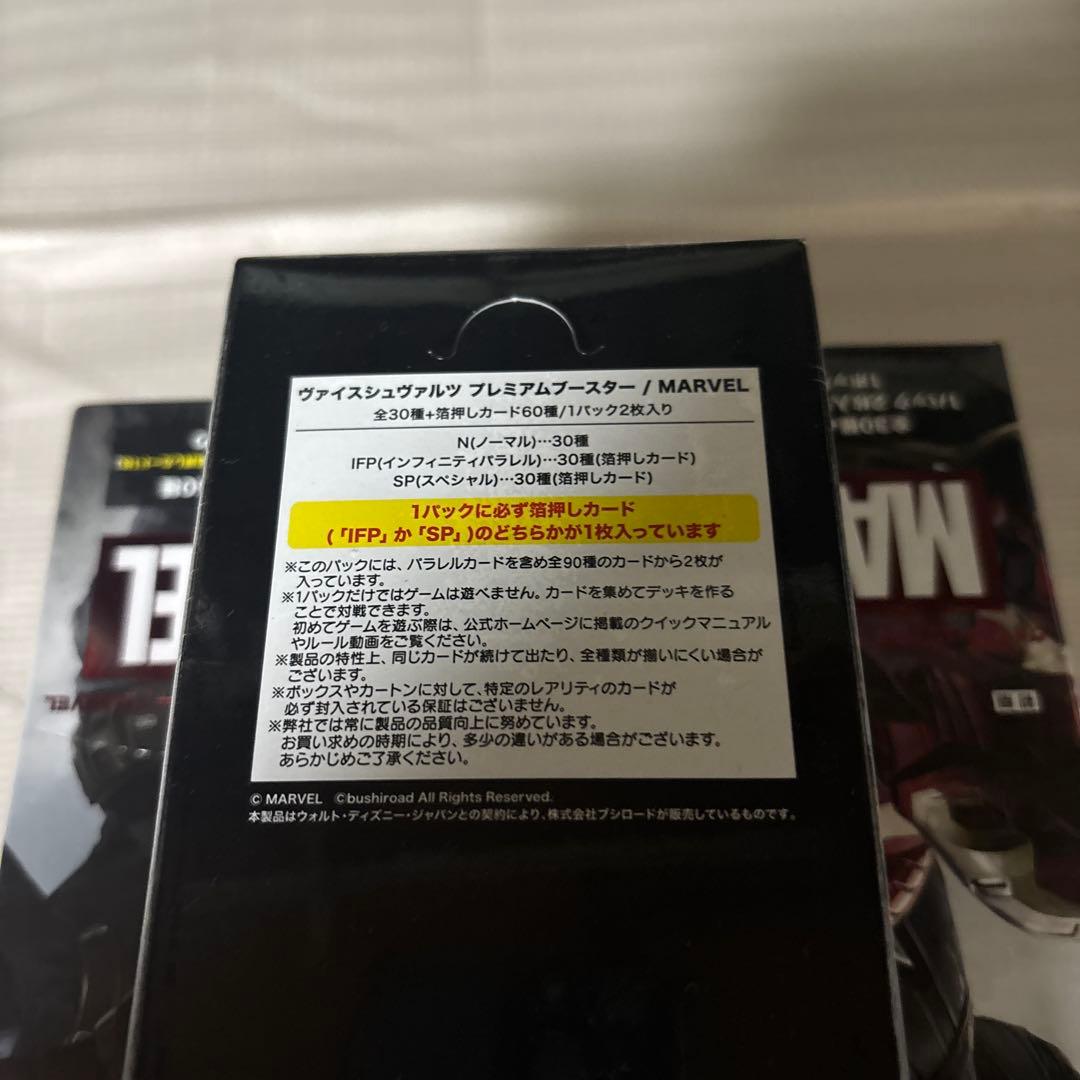 ヴァイスシュヴァルツ プレミアムブースター / MARVEL
全30種+箔押しカード60種/1パック2枚入り
N(ノーマル)…30種
IFP(インフィニティパラレル)…30種(箔押しカード)
SP(スペシャル)…30種(箔押しカード)
1パックに必ず箔押しカード
(「IFP」か「SP」)のどちらかが1枚入っています
※このパックには、パラレルカードを含め全90種のカードから2枚が
入っています。
※1パックだけではゲームは遊べません。カードを集めてデッキを作る
ことで対戦できます。
初めてゲームを遊ぶ際は、公式ホームページに掲載のクイックマニュアル
やルール動画をご覧ください。
※製品の特性上、同じカードが続けて出たり、全種類が揃いにくい場合が
ございます。
※ボックスやカートンに対して、特定のレアリティのカードが
必ず封入されている保証はございません。
※弊社では常に製品の品質向上に努めています。
お買い求めの時期により、多少の違いがある場合がございます。
あらかじめご了承ください。
© MARVEL ©bushiroad All Rights Reserved.
本製品はウォルト・ディズニー・ジャパンとの契約により、株式会社ブシロードが販売しているものです。
EL
MA